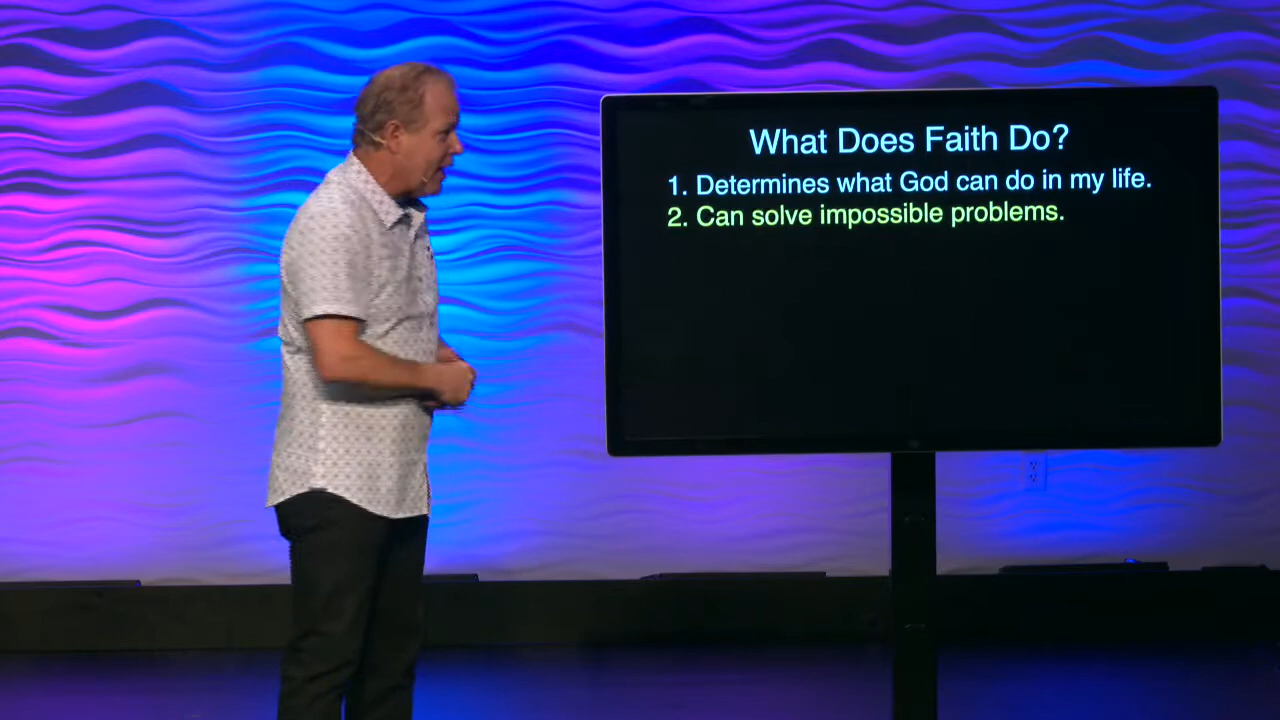 What Does Faith Do?
1. Determines what God can do in my life.
2. Can solve impossible problems.